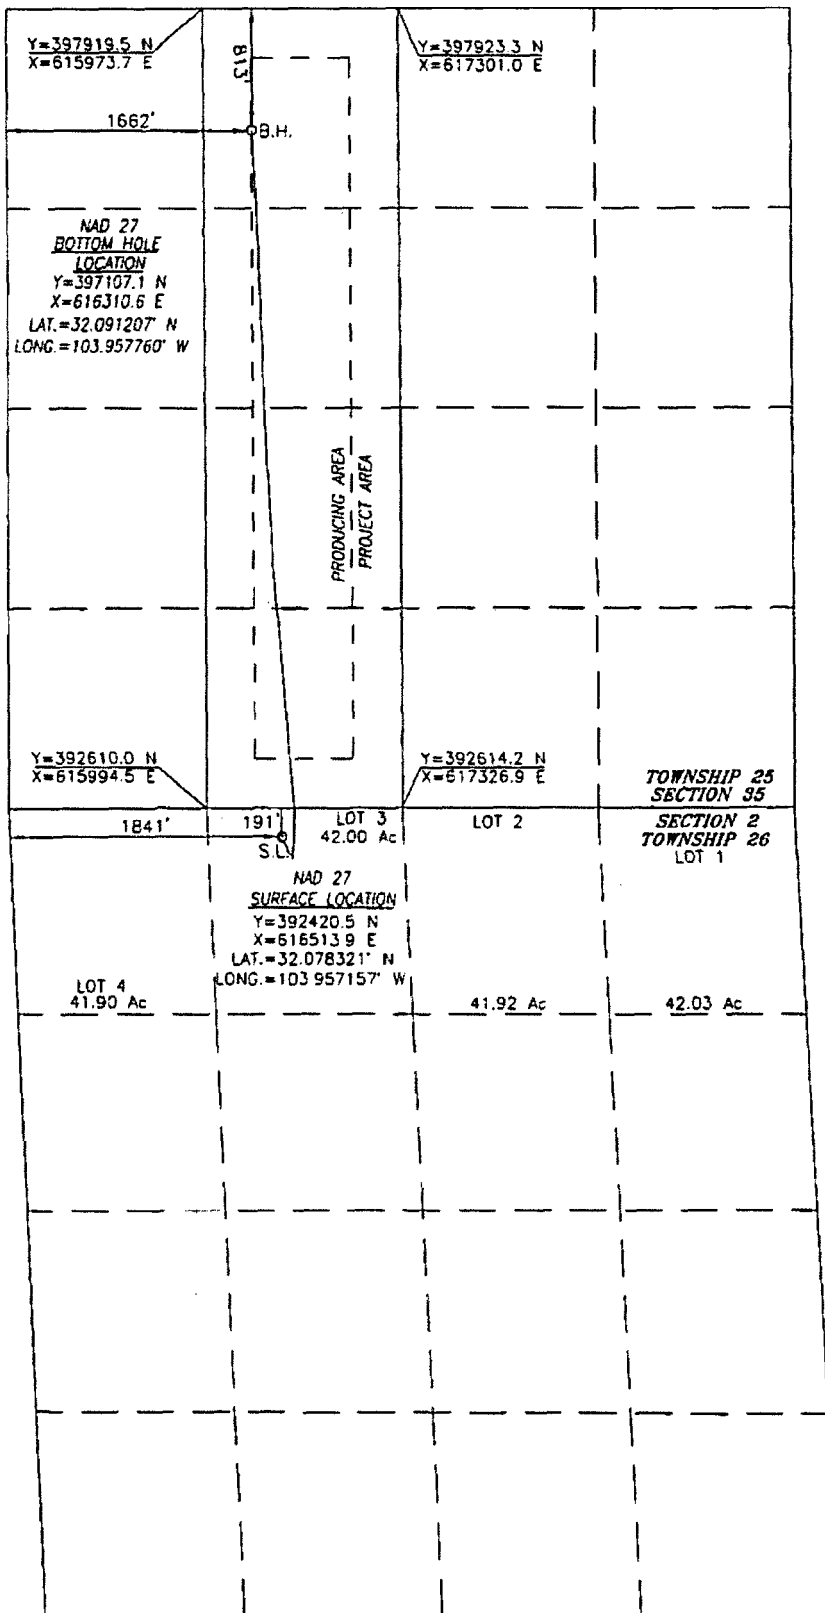 Y=397919.5 N
X=615973.7 E
813'
Y=397923.3 N
X=617301.0 E
1662'
B.H.
NAD 27
BOTTOM HOLE
LOCATION
Y=397107.1 N
X=616310.6 E
LAT.=32.091207° N
LONG.=103.957760° W
PRODUCING AREA
PROJECT AREA
Y=392610.0 N
X=615994.5 E
Y=392614.2 N
X=617326.9 E
TOWNSHIP 25
SECTION 35
1841'
191'
LOT 3
42.00 Ac
LOT 2
SECTION 2
TOWNSHIP 26
LOT 1
S.L.
NAD 27
SURFACE LOCATION
Y=392420.5 N
X=616513.9 E
LAT.=32.078321° N
LONG.=103.957157° W
LOT 4
41.90 Ac
41.92 Ac
42.03 Ac